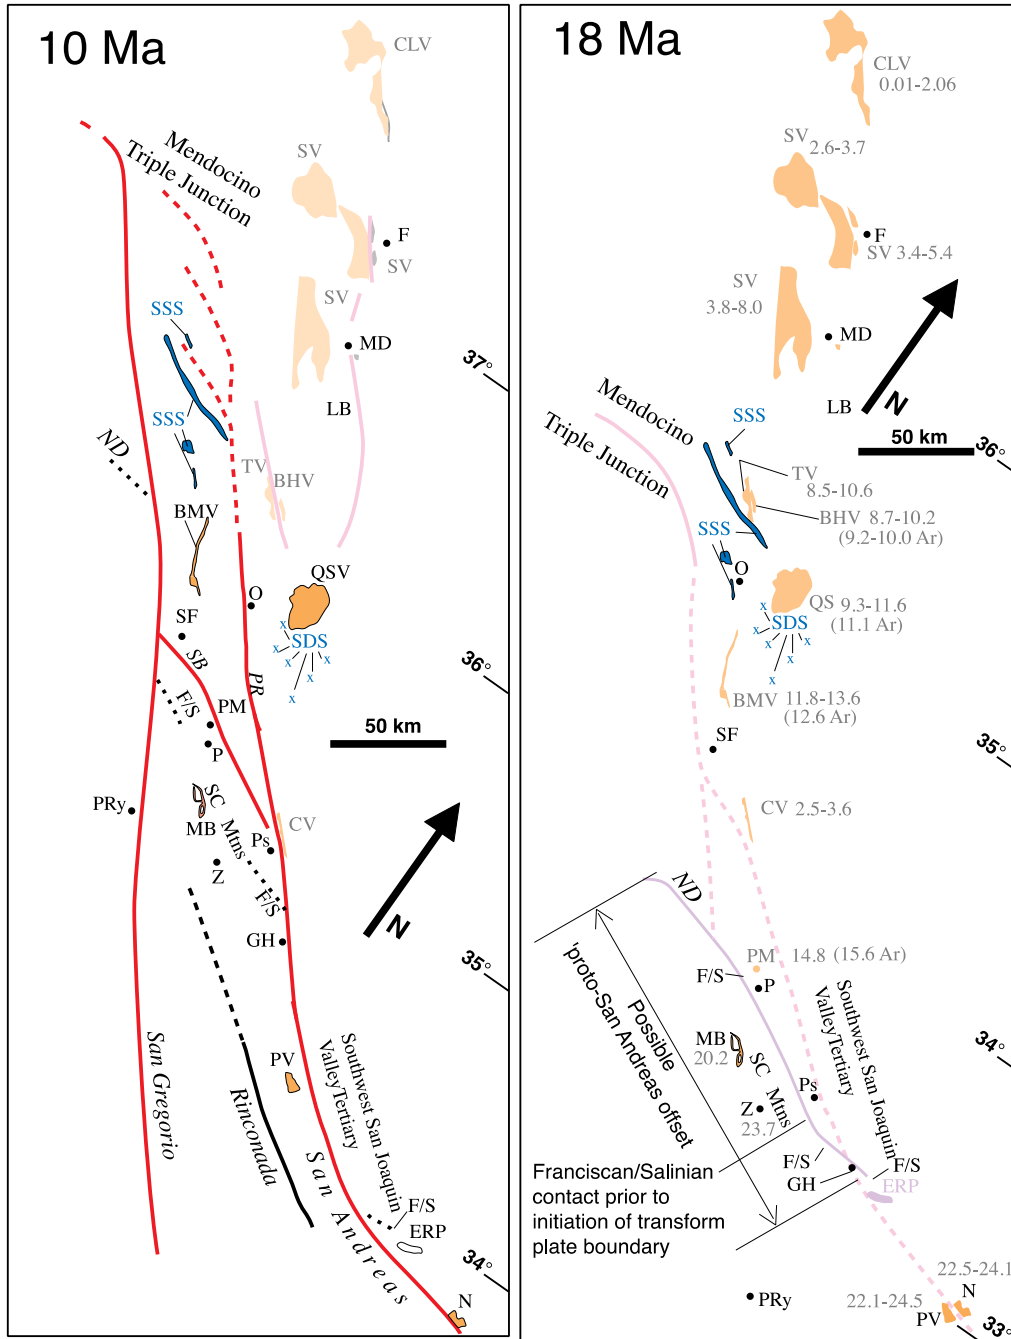 10 Ma
CLV
Mendocino
Triple Junction
SV
F
SV
SSS
SV
MD
37°
LB
SSS
ND
TV
BHV
BMV
QSV
O
SF
SDS
x
x
x
x
x
x
SB
PR
36°
F/S
PM
P
50 km
PRy
SC
Mtns
MB
CV
Ps
Z
F/S
N
GH
35°
San Gregorio
PV
Rinconada
Southwest San Joaquin
Valley Tertiary
San Andreas
F/S
ERP
34°
N
18 Ma
CLV
0.01-2.06
SV
2.6-3.7
F
SV 3.4-5.4
SV
3.8-8.0
MD
N
LB
50 km
36°
Mendocino
Triple Junction
SSS
TV
8.5-10.6
BHV 8.7-10.2
(9.2-10.0 Ar)
SSS
O
QS 9.3-11.6
(11.1 Ar)
SDS
x
x
x
x
x
x
BMV 11.8-13.6
(12.6 Ar)
SF
35°
CV 2.5-3.6
ND
PM 14.8 (15.6 Ar)
F/S
P
Possible
'proto-San Andreas offset
Southwest San Joaquin
Valley Tertiary
34°
MB
20.2
SC
Mtns
Ps
Z
23.7
F/S
GH
F/S
ERP
Franciscan/Salinian
contact prior to
initiation of transform
plate boundary
22.5-24.1
N
PRy
22.1-24.5
PV
33°